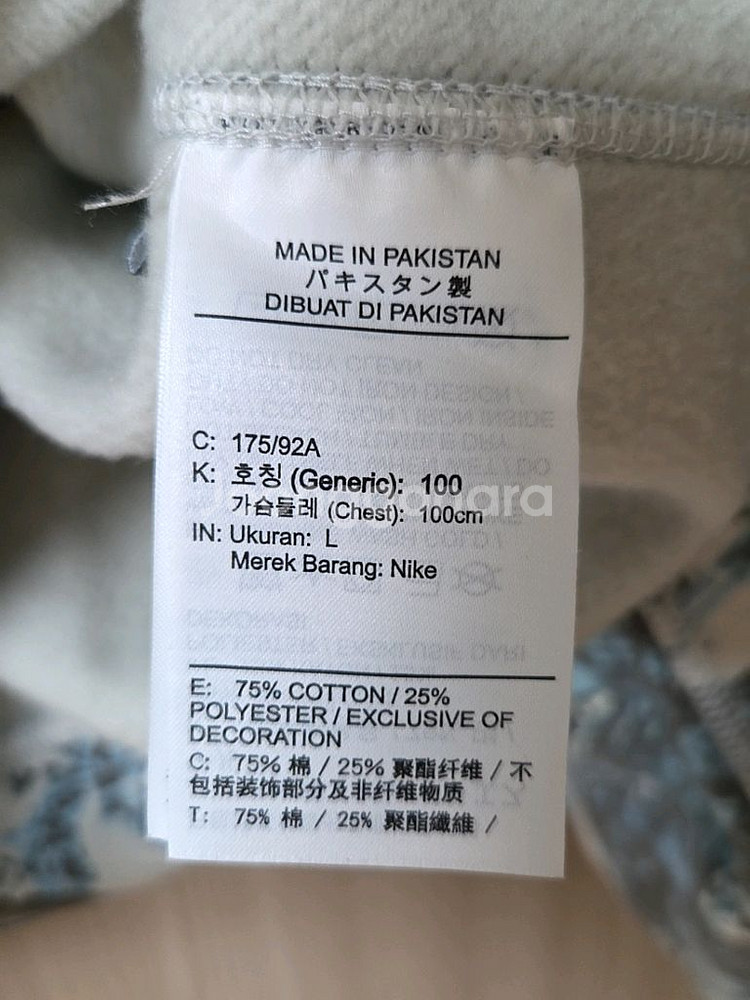 MADE IN PAKISTAN
パキスタン製
DIBUAT DI PAKISTAN
C: 175/92A
K: 호칭 (Generic): 100
가슴둘레 (Chest): 100cm
IN: Ukuran: L
Merek Barang: Nike
E: 75% COTTON / 25%
POLYESTER / EXCLUSIVE OF
DECORATION
C: 75% 棉 / 25% 聚酯纤维 / 不
包括装饰部分及非纤维物质
T: 75% 棉 / 25% 聚酯纖維 /